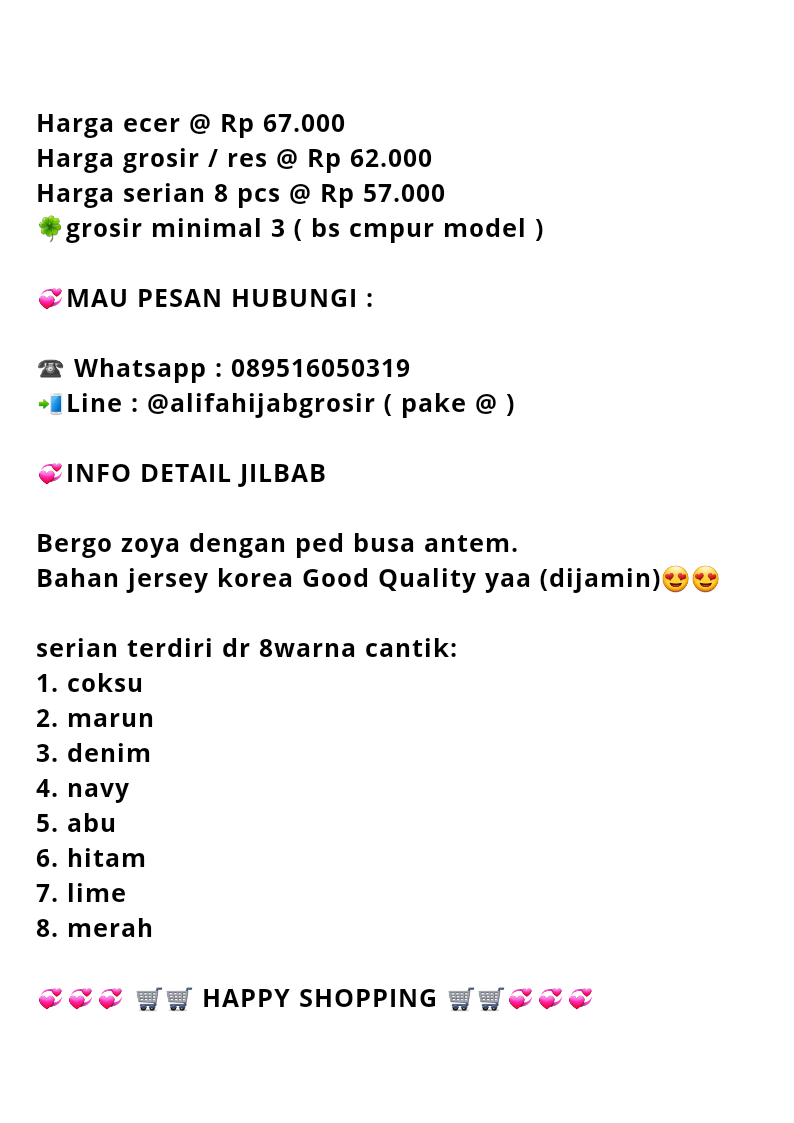 Harga ecer @ Rp 67.000
Harga grosir / res @ Rp 62.000
Harga serian 8 pcs @ Rp 57.000
🍀grosir minimal 3 ( bs cmpur model )
💞MAU PESAN HUBUNGI :
☎ Whatsapp : 089516050319
📲Line : @alifahijabgrosir ( pake @ )
💞INFO DETAIL JILBAB
Bergo zoya dengan ped busa antem.
Bahan jersey korea Good Quality yaa (dijamin)😍😍
serian terdiri dr 8warna cantik:
1. coksu
2. marun
3. denim
4. navy
5. abu
6. hitam
7. lime
8. merah
💞💞💞 🛒🛒 HAPPY SHOPPING 🛒🛒💞💞💞